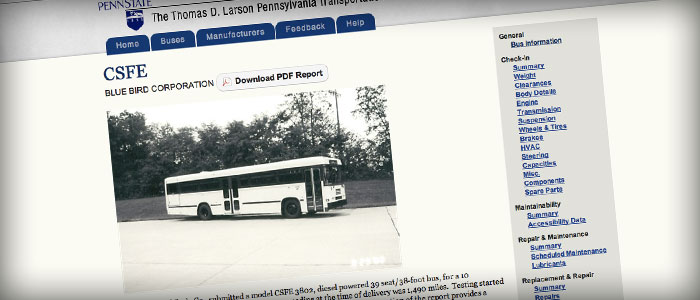 PENNSTATE
The Thomas D. Larson Pennsylvania Transportatio
Home
Buses
Manufacturers
Feedback
Help
CSFE
BLUE BIRD CORPORATION
Download PDF Report
submitted a model CSFE 3802, diesel powered 39 seat/38-foot bus, for a 10
at the time of delivery was 1,490 miles. Testing started
of the report provides a
General
Bus Information
Check-in
Summary
Weight
Clearances
Body Details
Engine
Transmission
Suspension
Wheels & Tires
Brakes
HVAC
Steering
Capacities
Misc.
Components
Spare Parts
Maintainability
Summary
Accessibility Data
Repair & Maintenance
Summary
Scheduled Maintenance
Lubricants
Replacement & Repair
Summary
Repairs